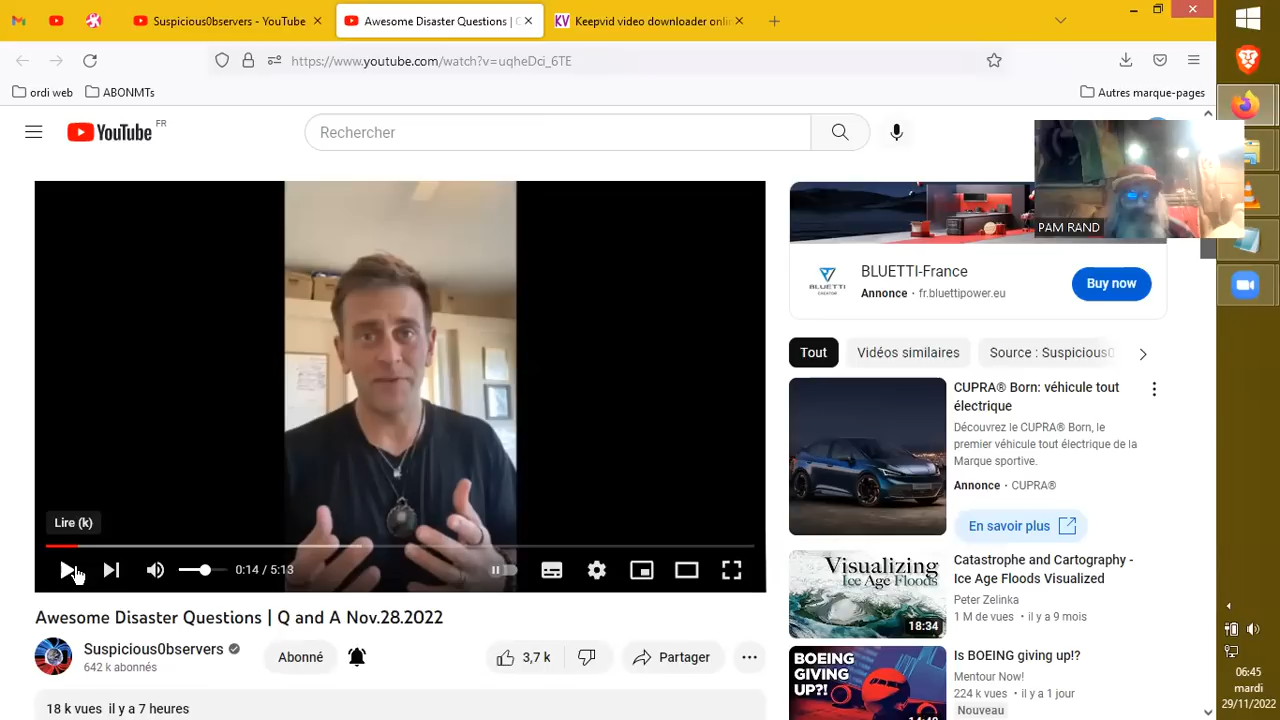 Suspicious0bservers - YouTube
Awesome Disaster Questions |
KV Keepvid video downloader onlin
https://www.youtube.com/watch?v=uqheDci_6TE
ordi web
ABONMTs
Autres marque-pages
YouTube FR
Rechercher
PAM RAND
BLUETTI
BLUETTI-France
Annonce • fr.bluettipower.eu
Buy now
Tout
Vidéos similaires
Source : Suspicious0
CUPRA® Born: véhicule tout
électrique
Découvrez le CUPRA® Born, le
premier véhicule tout électrique de la
Marque sportive.
Annonce • CUPRA®
En savoir plus
Lire (k)
0:14 / 5:13
Visualizing
Ice Age Floods
18:34
Catastrophe and Cartography -
Ice Age Floods Visualized
Peter Zelinka
1 M de vues • il y a 9 mois
Awesome Disaster Questions | Q and A Nov.28.2022
Suspicious0bservers
642 k abonnés
Abonné
3,7 k
Partager
BOEING
GIVING
UP?!
Is BOEING giving up!?
Mentour Now!
224 k vues • il y a 1 jour
Nouveau
18 k vues il y a 7 heures
06:45
mardi
29/11/2022